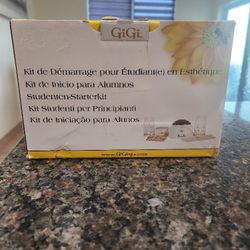 GiGi
Kit de Démarrage pour Étudiant(e) en Esthétique
Kit de Inicio para Alumnos
Studenten-Starterkit
Kit Studenti per Principianti
Kit de Iniciação para Alunos
www.GiGispa.com